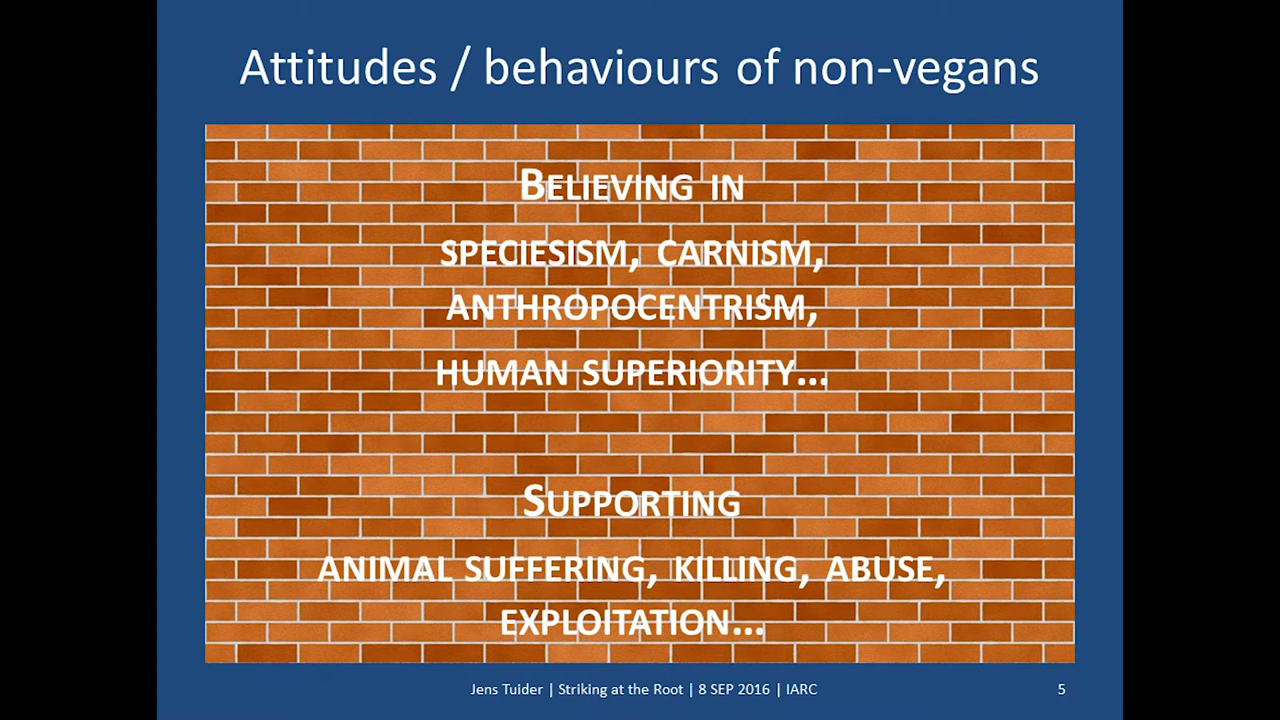 Attitudes / behaviours of non-vegans
BELIEVING IN
SPECIESISM, CARNISM,
ANTHROPOCENTRISM,
HUMAN SUPERIORITY...
SUPPORTING
ANIMAL SUFFERING, KILLING, ABUSE,
EXPLOITATION...
Jens Tuider | Striking at the Root | 8 SEP 2016 | IARC
5